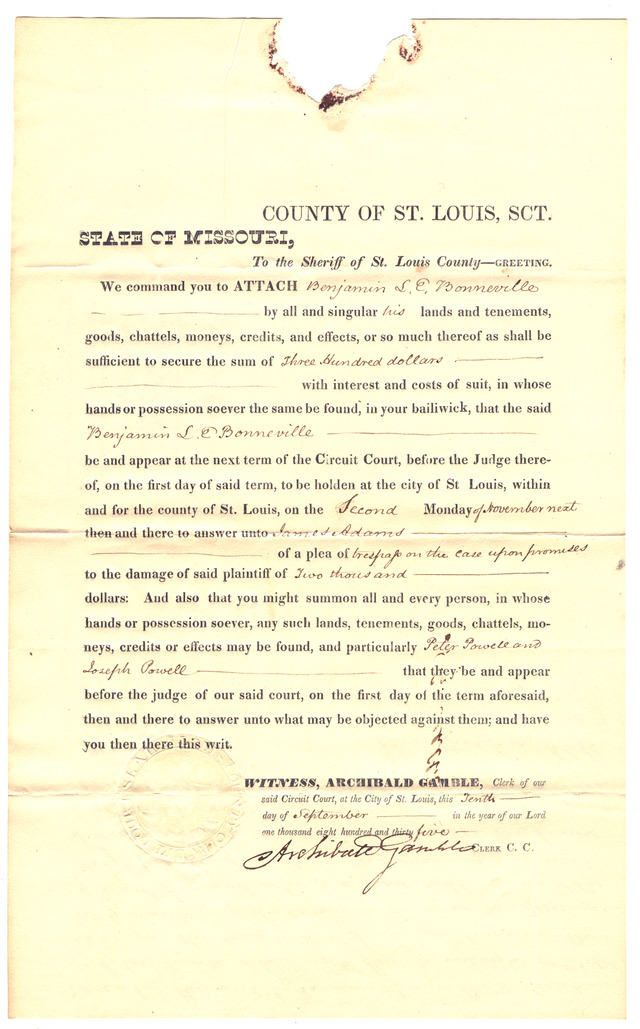 COUNTY OF ST. LOUIS, SCT.
STATE OF MISSOURI,
To the Sheriff of St. Louis County—GREETING.
We command you to ATTACH Benjamin L. E. Bonneville
by all and singular his lands and tenements,
goods, chattels, moneys, credits, and effects, or so much thereof as shall be
sufficient to secure the sum of Three Hundred dollars
with interest and costs of suit, in whose
hands or possession soever the same be found, in your bailiwick, that the said
Benjamin L. E Bonneville
be and appear at the next term of the Circuit Court, before the Judge there-
of, on the first day of said term, to be holden at the city of St Louis, within
and for the county of St. Louis, on the Second Monday of November next
then and there to answer unto James Adams
of a plea of trespass on the case upon promises
to the damage of said plaintiff of Two thousand
dollars: And also that you might summon all and every person, in whose
hands or possession soever, any such lands, tenements, goods, chattels, mo-
neys, credits or effects may be found, and particularly Peter Powell and
Joseph Powell that they be and appear
before the judge of our said court, on the first day of the term aforesaid,
then and there to answer unto what may be objected against them; and have
you then there this writ.
WITNESS, ARCHIBALD GAMBLE, Clerk of our
said Circuit Court, at the City of St. Louis, this Tenth
day of September in the year of our Lord
one thousand eight hundred and thirty five
Archibald Gamble CLERK C. C.